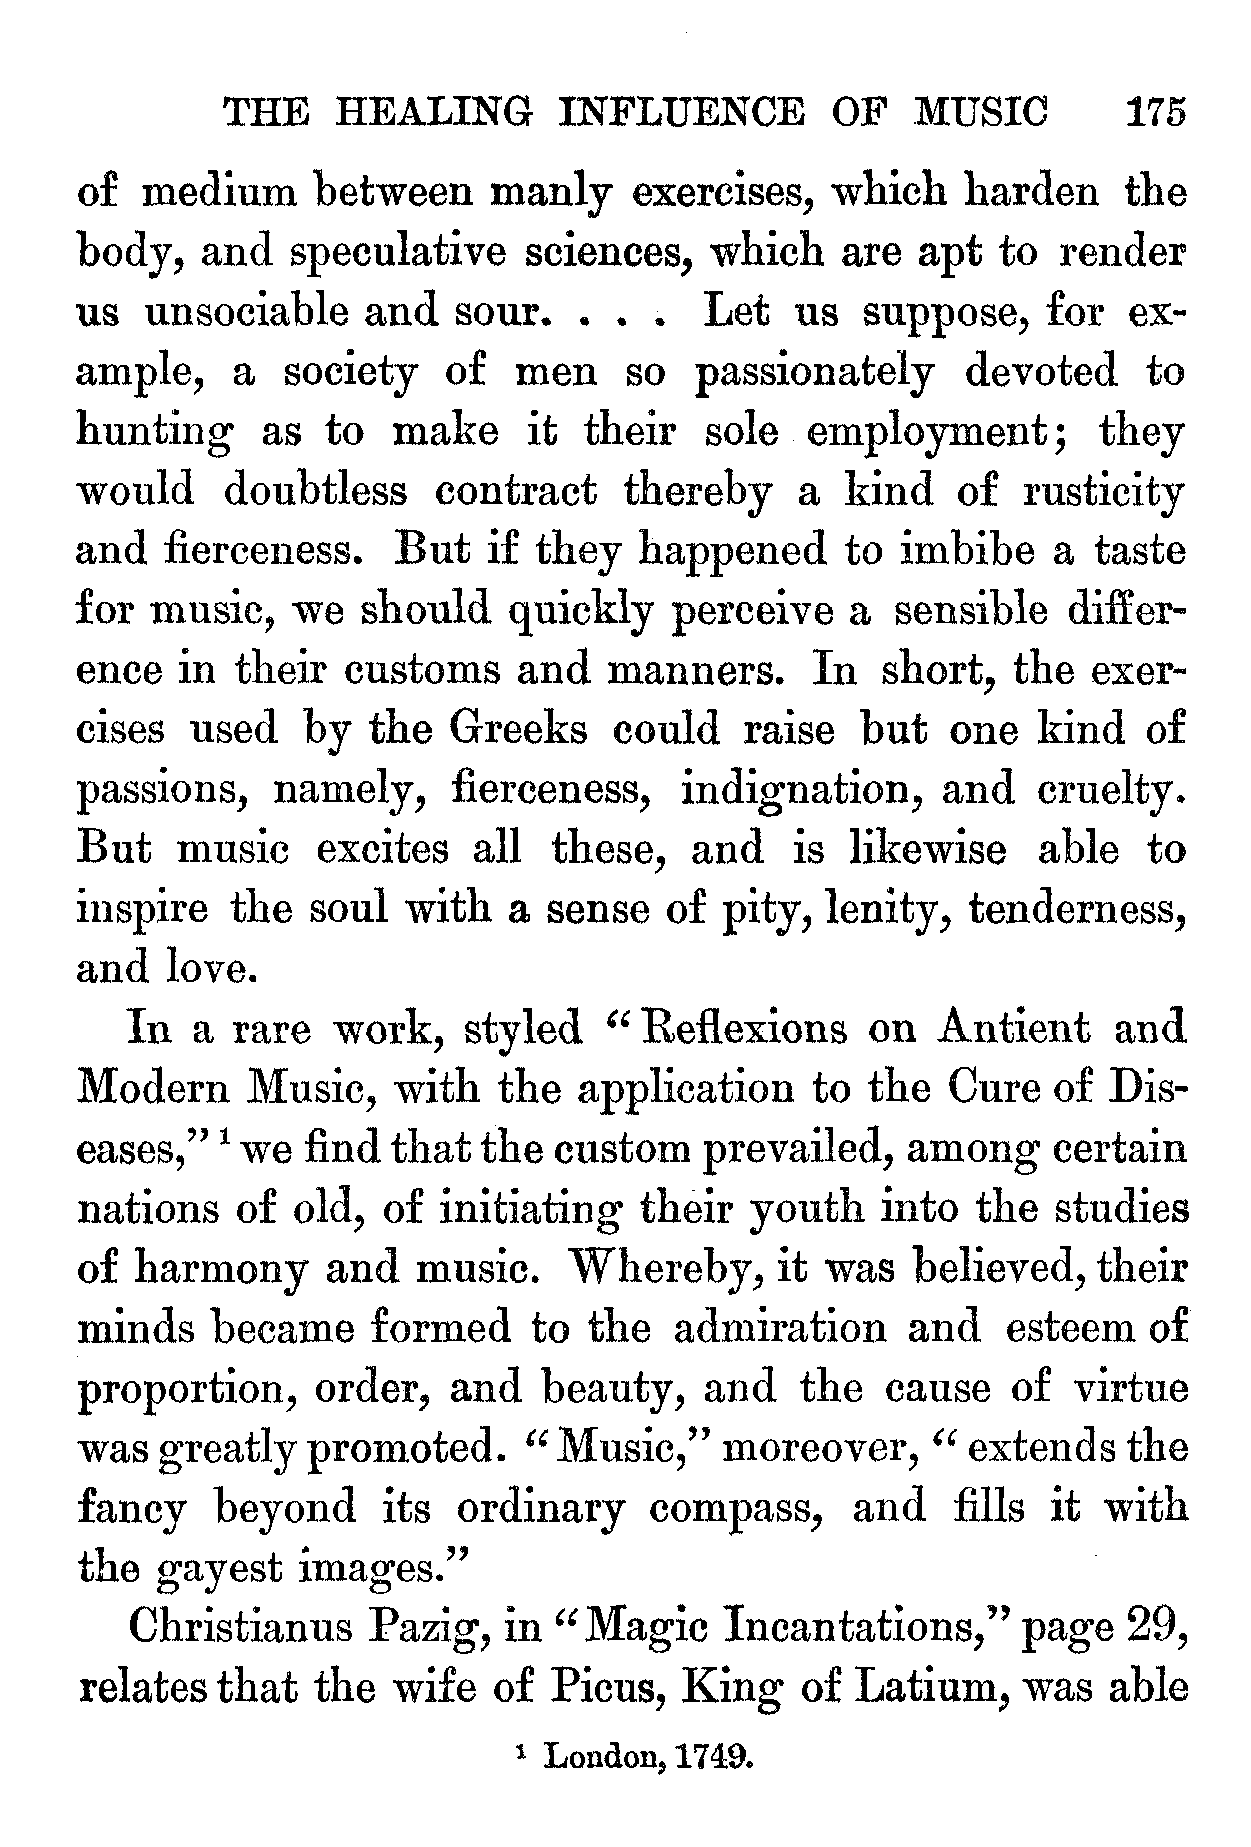 THE HEALING INFLUENCE OF MUSIC 175
of medium between manly exercises, which harden the
body, and speculative sciences, which are apt to render
us unsociable and sour. . . . Let us suppose, for ex-
ample, a society of men so passionately devoted to
hunting as to make it their sole employment; they
would doubtless contract thereby a kind of rusticity
and fierceness. But if they happened to imbibe a taste
for music, we should quickly perceive a sensible differ-
ence in their customs and manners. In short, the exer-
cises used by the Greeks could raise but one kind of
passions, namely, fierceness, indignation, and cruelty.
But music excites all these, and is likewise able to
inspire the soul with a sense of pity, lenity, tenderness,
and love.
In a rare work, styled “Reflexions on Antient and
Modern Music, with the application to the Cure of Dis-
eases,” ¹ we find that the custom prevailed, among certain
nations of old, of initiating their youth into the studies
of harmony and music. Whereby, it was believed, their
minds became formed to the admiration and esteem of
proportion, order, and beauty, and the cause of virtue
was greatly promoted. “Music,” moreover, “extends the
fancy beyond its ordinary compass, and fills it with
the gayest images.”
Christianus Pazig, in “Magic Incantations,” page 29,
relates that the wife of Picus, King of Latium, was able
¹ London, 1749.